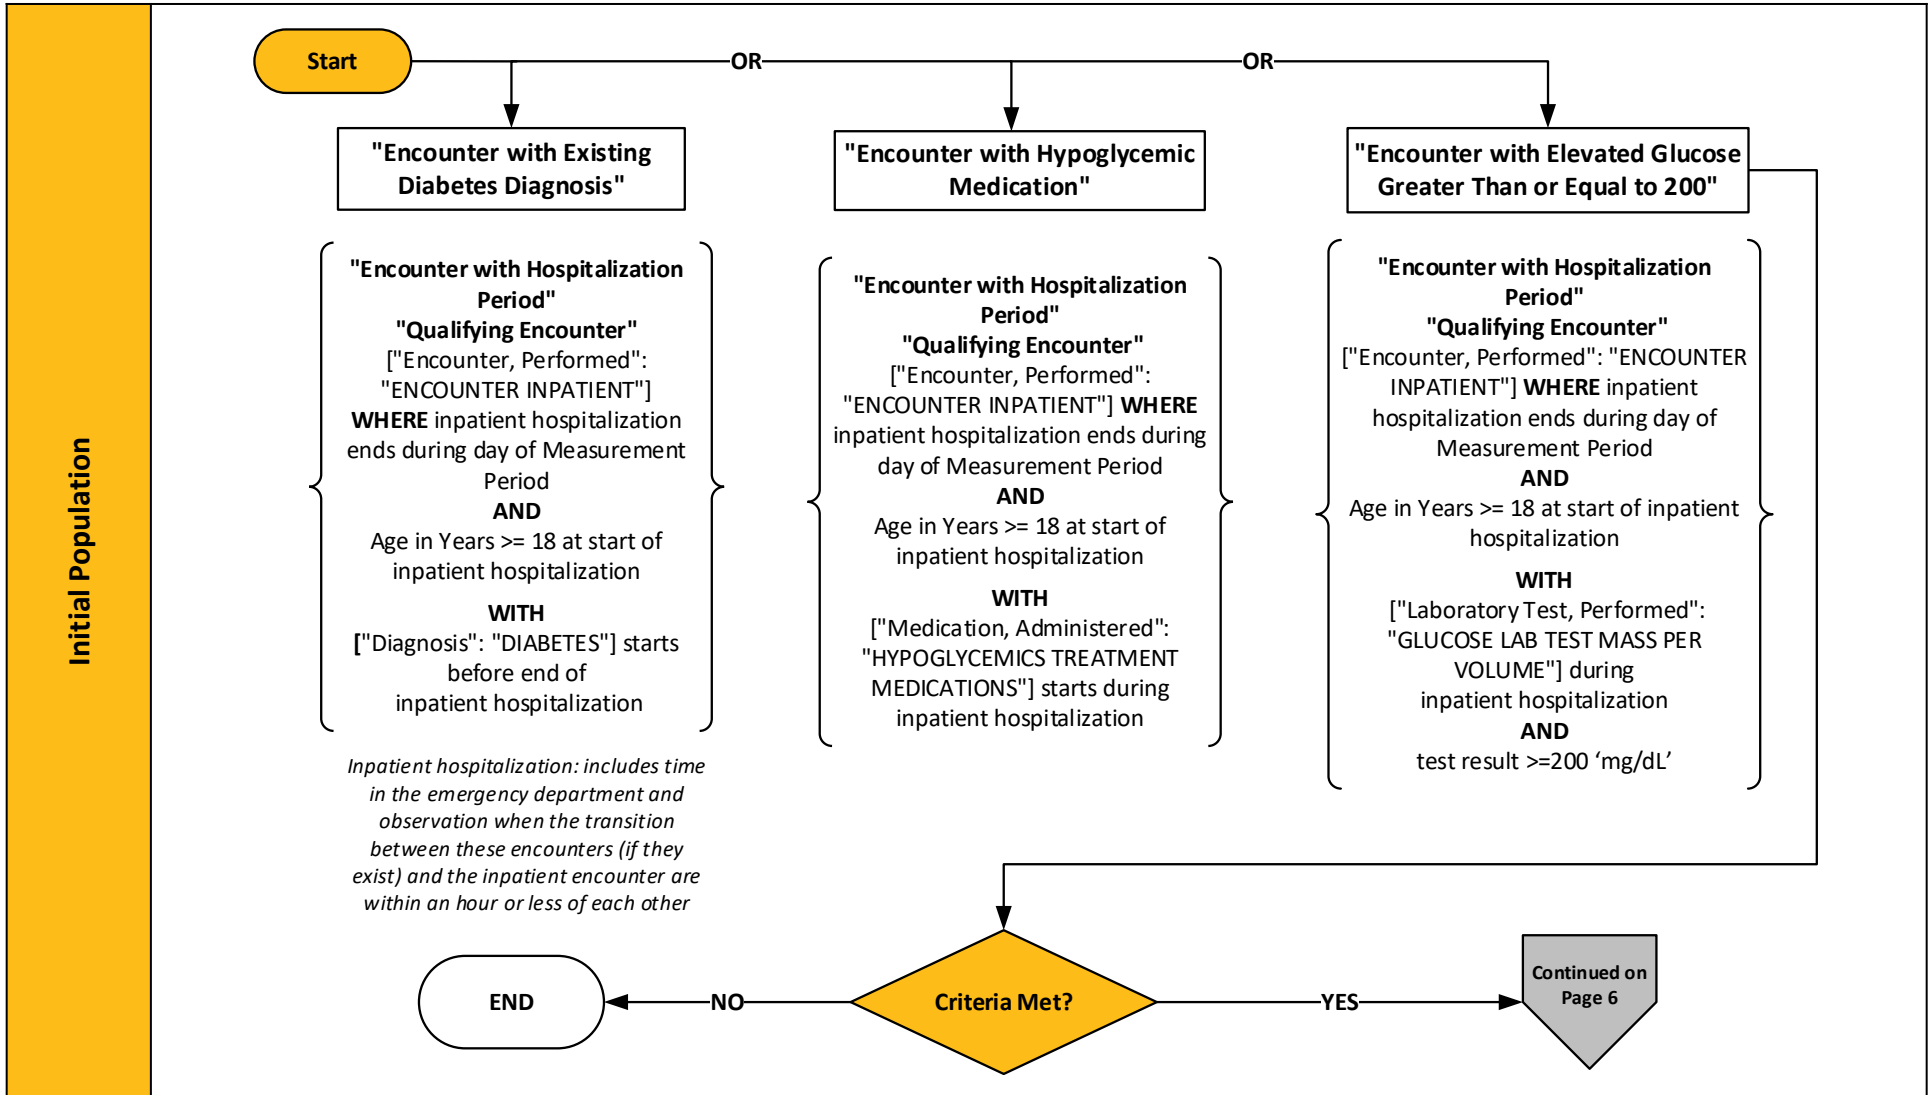 Initial Population
Start
OR
OR
"Encounter with Existing
Diabetes Diagnosis"
"Encounter with Hypoglycemic
Medication"
"Encounter with Elevated Glucose
Greater Than or Equal to 200"
"Encounter with Hospitalization
Period"
"Qualifying Encounter"
["Encounter, Performed":
"ENCOUNTER INPATIENT"]
WHERE inpatient hospitalization
ends during day of Measurement
Period
AND
Age in Years >= 18 at start of
inpatient hospitalization
WITH
["Diagnosis": "DIABETES"] starts
before end of
inpatient hospitalization
"Encounter with Hospitalization
Period"
"Qualifying Encounter"
["Encounter, Performed":
"ENCOUNTER INPATIENT"] WHERE
inpatient hospitalization ends during
day of Measurement Period
AND
Age in Years >= 18 at start of
inpatient hospitalization
WITH
["Medication, Administered":
"HYPOGLYCEMICS TREATMENT
MEDICATIONS"] starts during
inpatient hospitalization
"Encounter with Hospitalization
Period"
"Qualifying Encounter"
["Encounter, Performed": "ENCOUNTER
INPATIENT"] WHERE inpatient
hospitalization ends during day of
Measurement Period
AND
Age in Years >= 18 at start of inpatient
hospitalization
WITH
["Laboratory Test, Performed":
"GLUCOSE LAB TEST MASS PER
VOLUME"] during
inpatient hospitalization
AND
test result >=200 ‘mg/dL’
Inpatient hospitalization: includes time
in the emergency department and
observation when the transition
between these encounters (if they
exist) and the inpatient encounter are
within an hour or less of each other
END
NO
Criteria Met?
YES
Continued on
Page 6